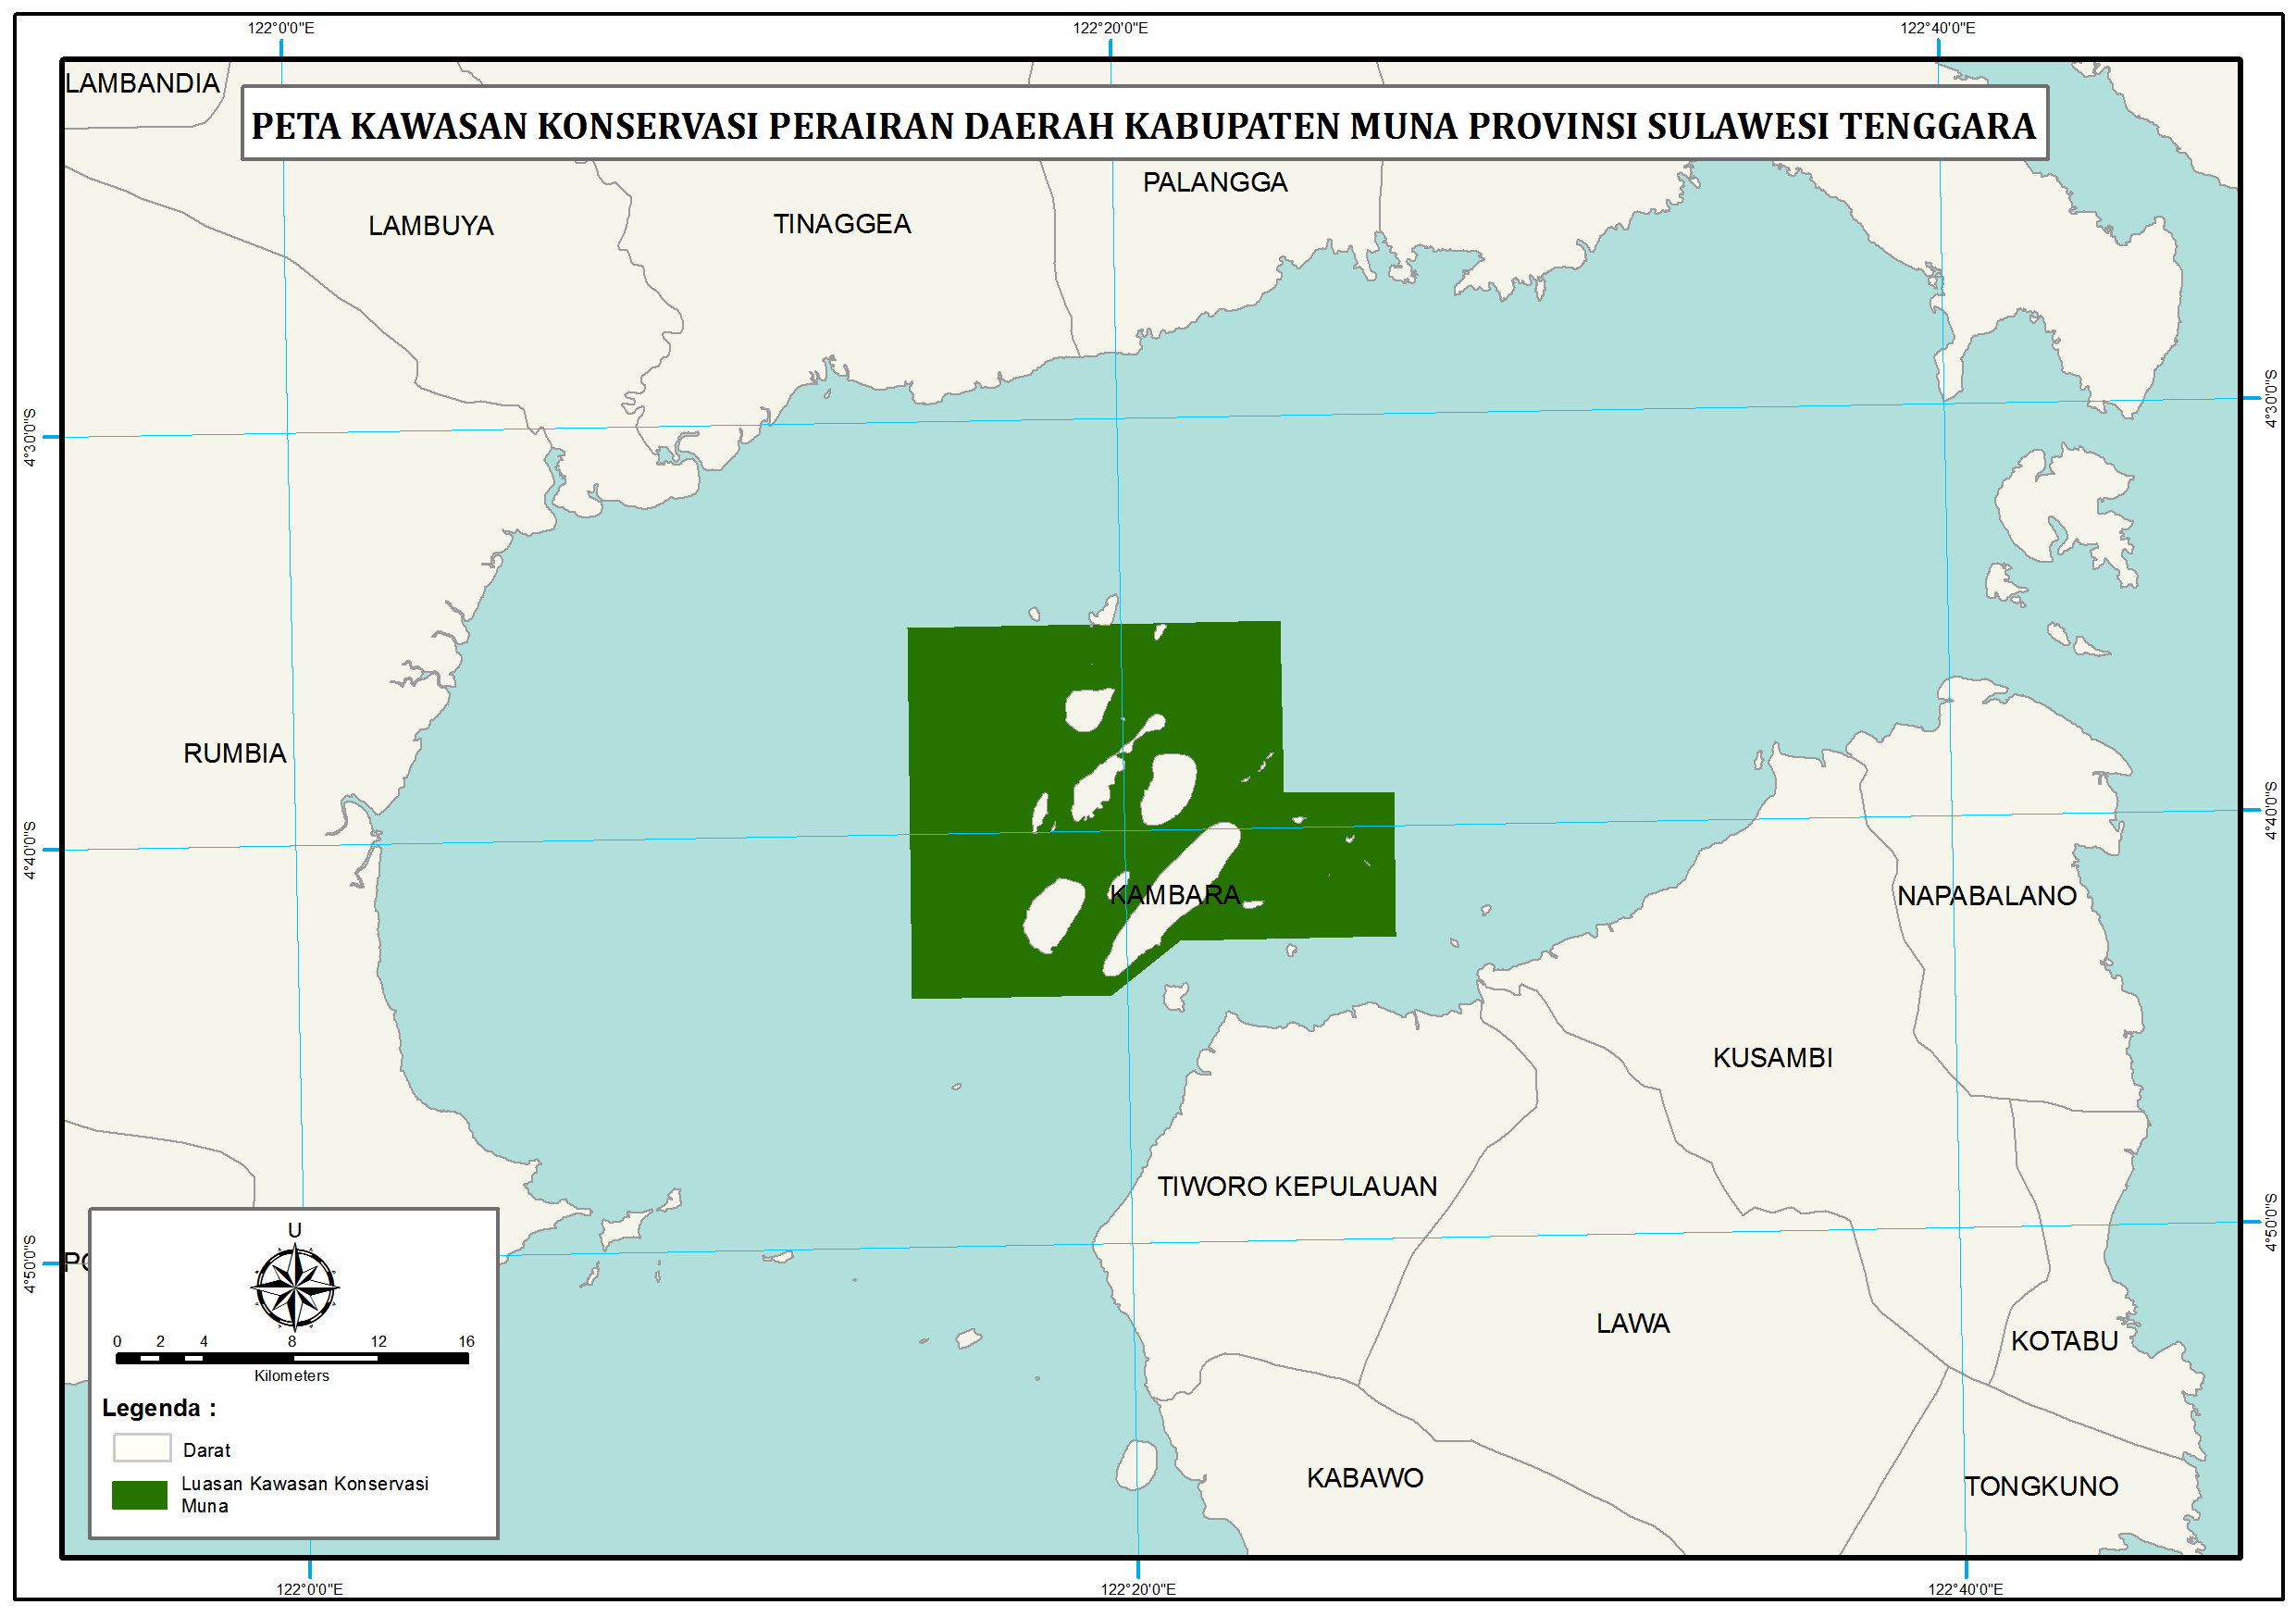 122°0'0"E
122°20'0"E
122°40'0"E
LAMBANDIA
PETA KAWASAN KONSERVASI PERAIRAN DAERAH KABUPATEN MUNA PROVINSI SULAWESI TENGGARA
PALANGGA
LAMBUYA
TINAGGEA
4°30'0"S
4°30'0"S
RUMBIA
4°40'0"S
4°40'0"S
KAMBARA
NAPABALANO
KUSAMBI
TIWORO KEPULAUAN
4°50'0"S
4°50'0"S
LAWA
KOTABU
KABAWO
TONGKUNO
U
0 2 4 8 12 16
Kilometers
Legenda :
Darat
Luasan Kawasan Konservasi
Muna
122°0'0"E
122°20'0"E
122°40'0"E